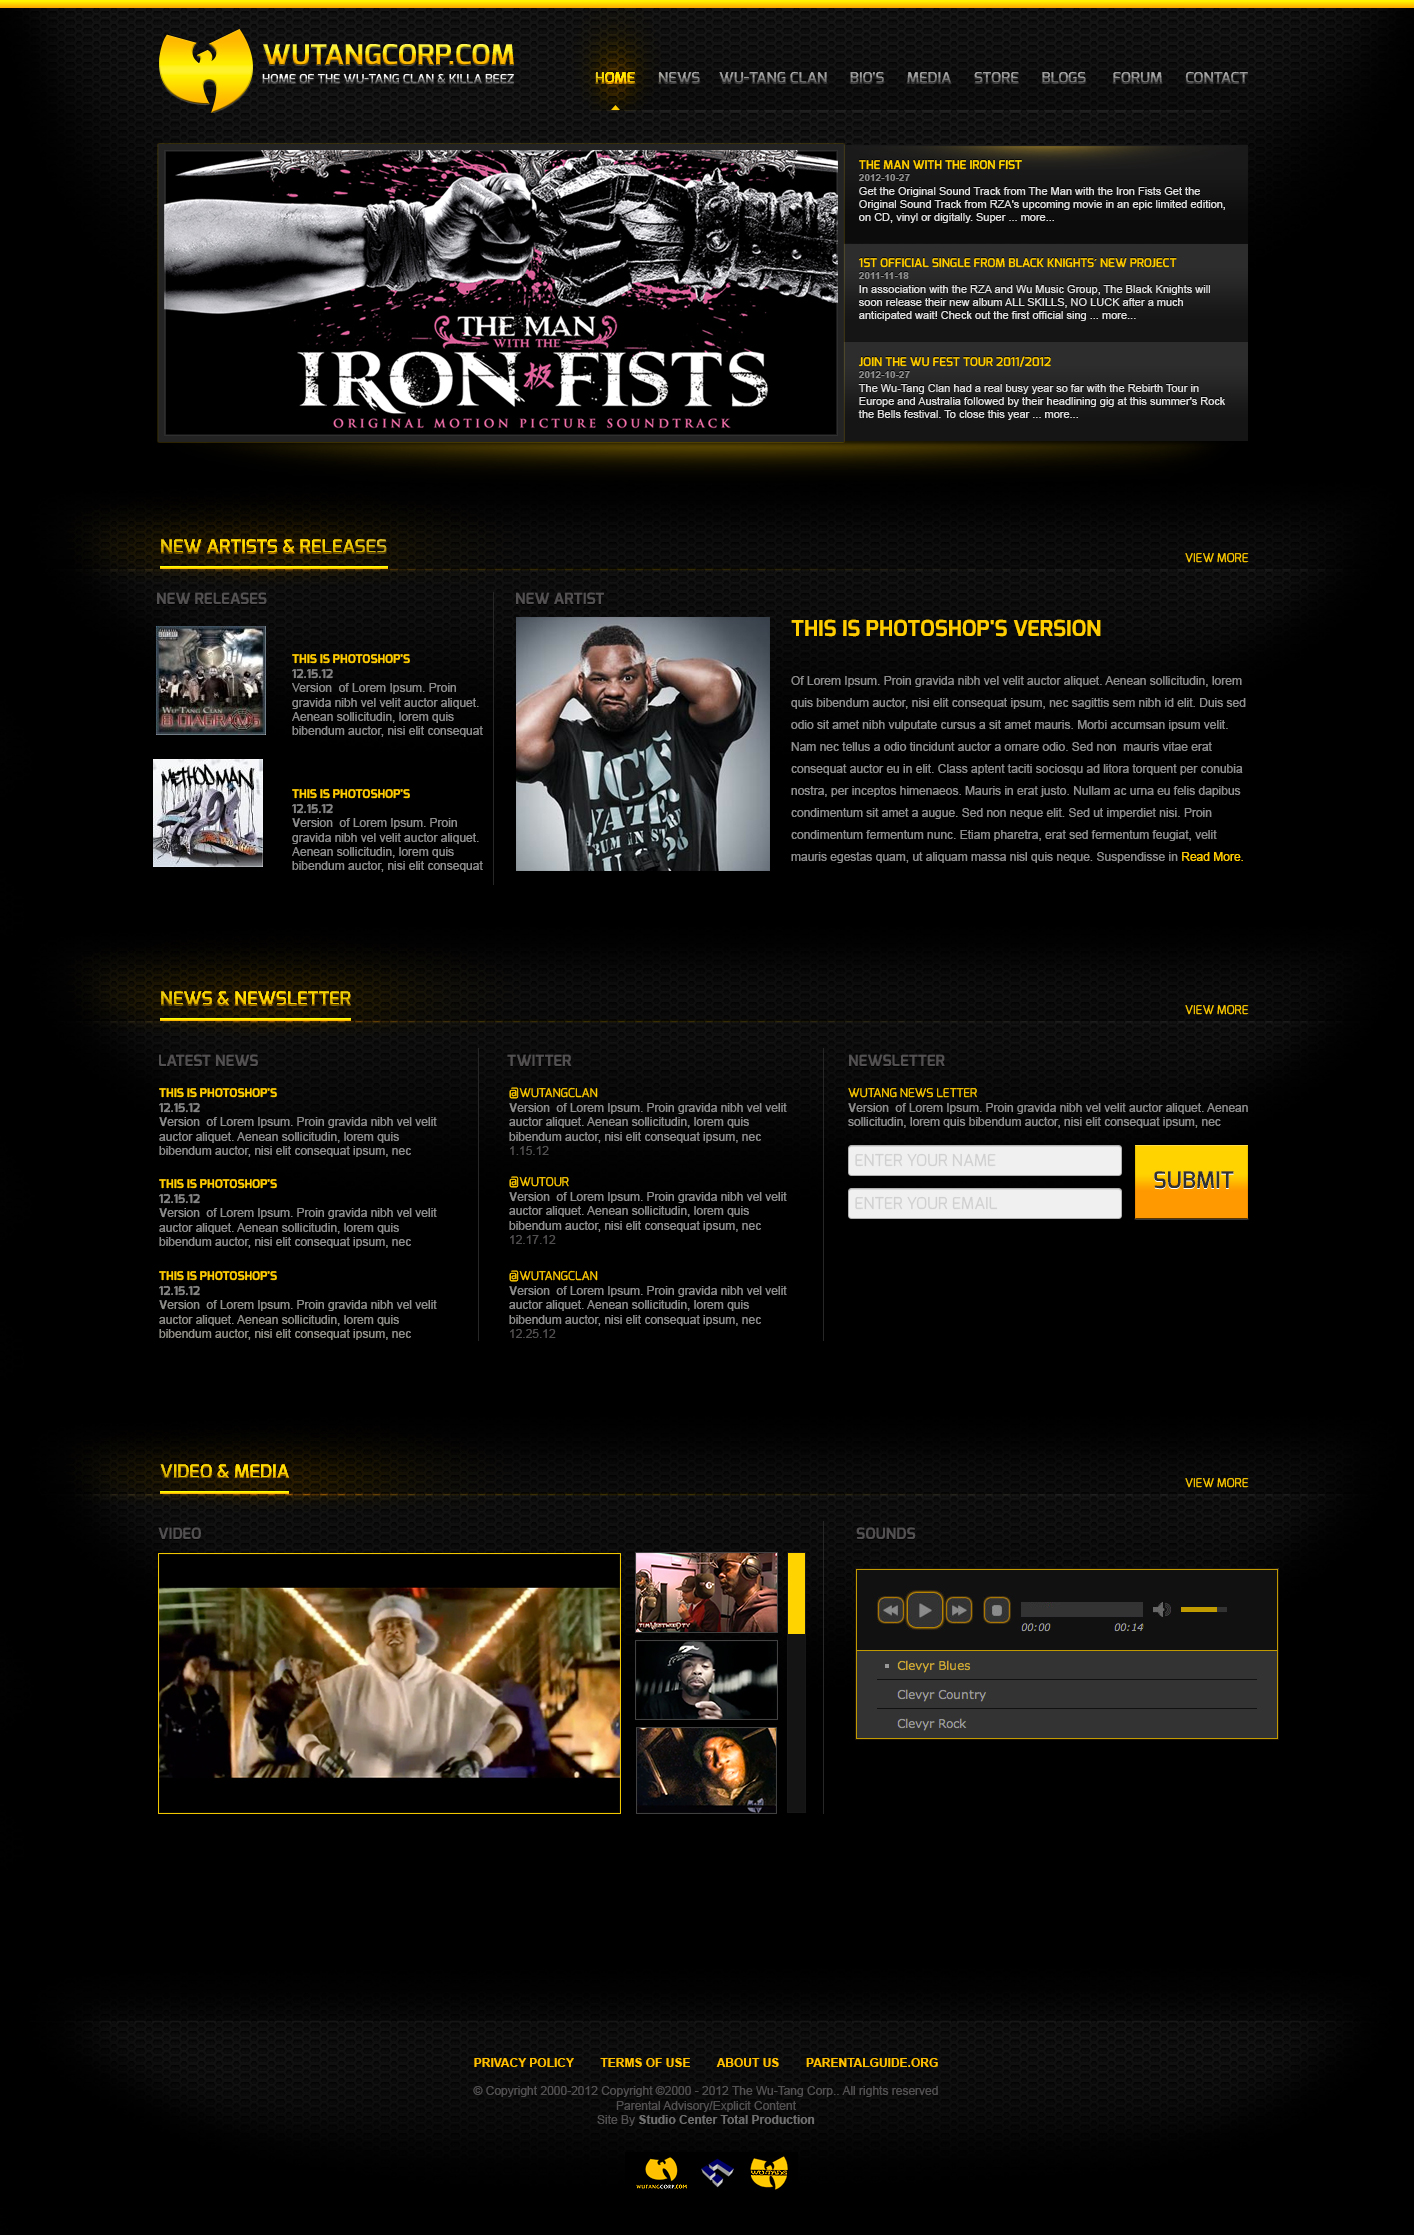 WUTANGCORP.COM
HOME OF THE WU-TANG CLAN & KILLA BEEZ
HOME NEWS WU-TANG CLAN BIO'S MEDIA STORE BLOGS FORUM CONTACT
THE MAN
WITH THE
IRON 极 FISTS
ORIGINAL MOTION PICTURE SOUNDTRACK
THE MAN WITH THE IRON FIST
2012-10-27
Get the Original Sound Track from The Man with the Iron Fists Get the
Original Sound Track from RZA's upcoming movie in an epic limited edition,
on CD, vinyl or digitally. Super ... more...
1ST OFFICIAL SINGLE FROM BLACK KNIGHTS´ NEW PROJECT
2011-11-18
In association with the RZA and Wu Music Group, The Black Knights will
soon release their new album ALL SKILLS, NO LUCK after a much
anticipated wait! Check out the first official sing ... more...
JOIN THE WU FEST TOUR 2011/2012
2012-10-27
The Wu-Tang Clan had a real busy year so far with the Rebirth Tour in
Europe and Australia followed by their headlining gig at this summer's Rock
the Bells festival. To close this year ... more...
NEW ARTISTS & RELEASES
VIEW MORE
NEW RELEASES
WU-TANG CLAN
8 DIAGRAMS
THIS IS PHOTOSHOP'S
12.15.12
Version of Lorem Ipsum. Proin
gravida nibh vel velit auctor aliquet.
Aenean sollicitudin, lorem quis
bibendum auctor, nisi elit consequat
METHOD MAN
THIS IS PHOTOSHOP'S
12.15.12
Version of Lorem Ipsum. Proin
gravida nibh vel velit auctor aliquet.
Aenean sollicitudin, lorem quis
bibendum auctor, nisi elit consequat
NEW ARTIST
THIS IS PHOTOSHOP'S VERSION
Of Lorem Ipsum. Proin gravida nibh vel velit auctor aliquet. Aenean sollicitudin, lorem
quis bibendum auctor, nisi elit consequat ipsum, nec sagittis sem nibh id elit. Duis sed
odio sit amet nibh vulputate cursus a sit amet mauris. Morbi accumsan ipsum velit.
Nam nec tellus a odio tincidunt auctor a ornare odio. Sed non mauris vitae erat
consequat auctor eu in elit. Class aptent taciti sociosqu ad litora torquent per conubia
nostra, per inceptos himenaeos. Mauris in erat justo. Nullam ac urna eu felis dapibus
condimentum sit amet a augue. Sed non neque elit. Sed ut imperdiet nisi. Proin
condimentum fermentum nunc. Etiam pharetra, erat sed fermentum feugiat, velit
mauris egestas quam, ut aliquam massa nisl quis neque. Suspendisse in Read More.
NEWS & NEWSLETTER
VIEW MORE
LATEST NEWS
THIS IS PHOTOSHOP'S
12.15.12
Version of Lorem Ipsum. Proin gravida nibh vel velit
auctor aliquet. Aenean sollicitudin, lorem quis
bibendum auctor, nisi elit consequat ipsum, nec
THIS IS PHOTOSHOP'S
12.15.12
Version of Lorem Ipsum. Proin gravida nibh vel velit
auctor aliquet. Aenean sollicitudin, lorem quis
bibendum auctor, nisi elit consequat ipsum, nec
THIS IS PHOTOSHOP'S
12.15.12
Version of Lorem Ipsum. Proin gravida nibh vel velit
auctor aliquet. Aenean sollicitudin, lorem quis
bibendum auctor, nisi elit consequat ipsum, nec
TWITTER
@WUTANGCLAN
Version of Lorem Ipsum. Proin gravida nibh vel velit
auctor aliquet. Aenean sollicitudin, lorem quis
bibendum auctor, nisi elit consequat ipsum, nec
1.15.12
@WUTOUR
Version of Lorem Ipsum. Proin gravida nibh vel velit
auctor aliquet. Aenean sollicitudin, lorem quis
bibendum auctor, nisi elit consequat ipsum, nec
12.17.12
@WUTANGCLAN
Version of Lorem Ipsum. Proin gravida nibh vel velit
auctor aliquet. Aenean sollicitudin, lorem quis
bibendum auctor, nisi elit consequat ipsum, nec
12.25.12
NEWSLETTER
WUTANG NEWS LETTER
Version of Lorem Ipsum. Proin gravida nibh vel velit auctor aliquet. Aenean
sollicitudin, lorem quis bibendum auctor, nisi elit consequat ipsum, nec
ENTER YOUR NAME
ENTER YOUR EMAIL
SUBMIT
VIDEO & MEDIA
VIEW MORE
VIDEO
TIMWESTWOODTV
SOUNDS
00:00 00:14
Clevyr Blues
Clevyr Country
Clevyr Rock
PRIVACY POLICY TERMS OF USE ABOUT US PARENTALGUIDE.ORG
© Copyright 2000-2012 Copyright ©2000 - 2012 The Wu-Tang Corp.. All rights reserved
Parental Advisory/Explicit Content
Site By Studio Center Total Production
WUTANGCORP.COM
WU-TANG